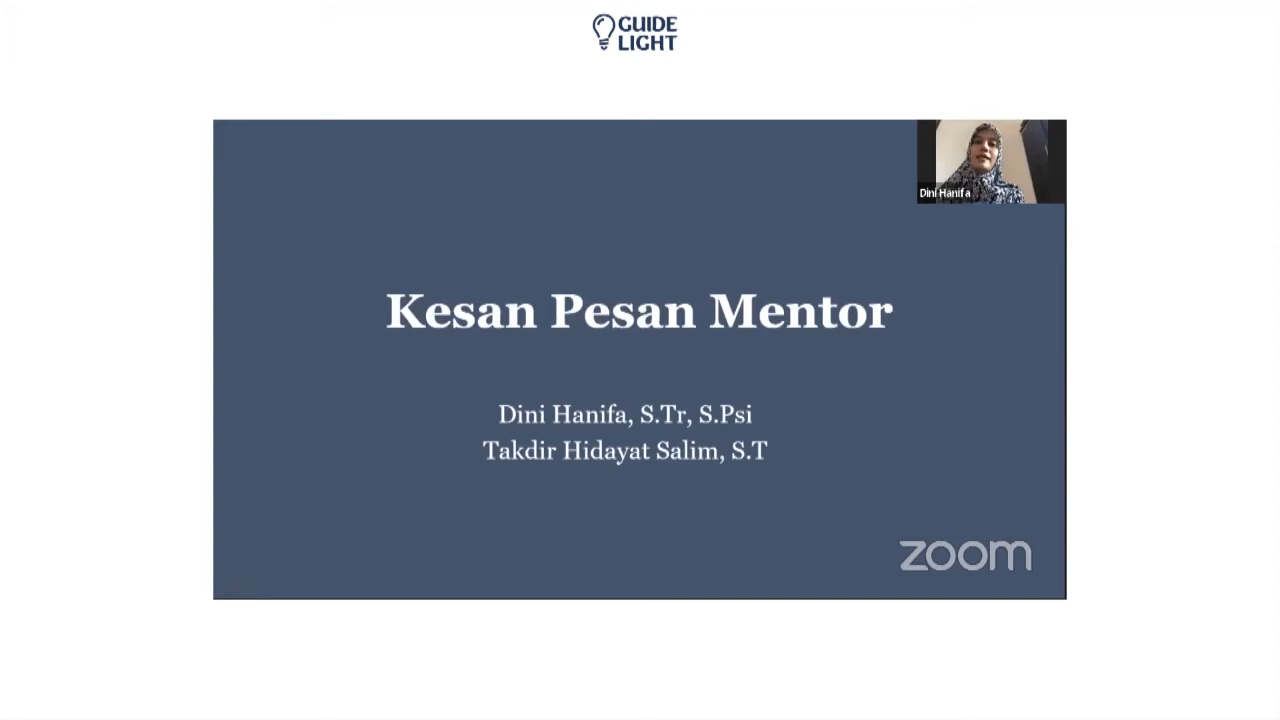 GUIDE
LIGHT
Dini Hanifa
Kesan Pesan Mentor
Dini Hanifa, S.Tr, S.Psi
Takdir Hidayat Salim, S.T
zoom